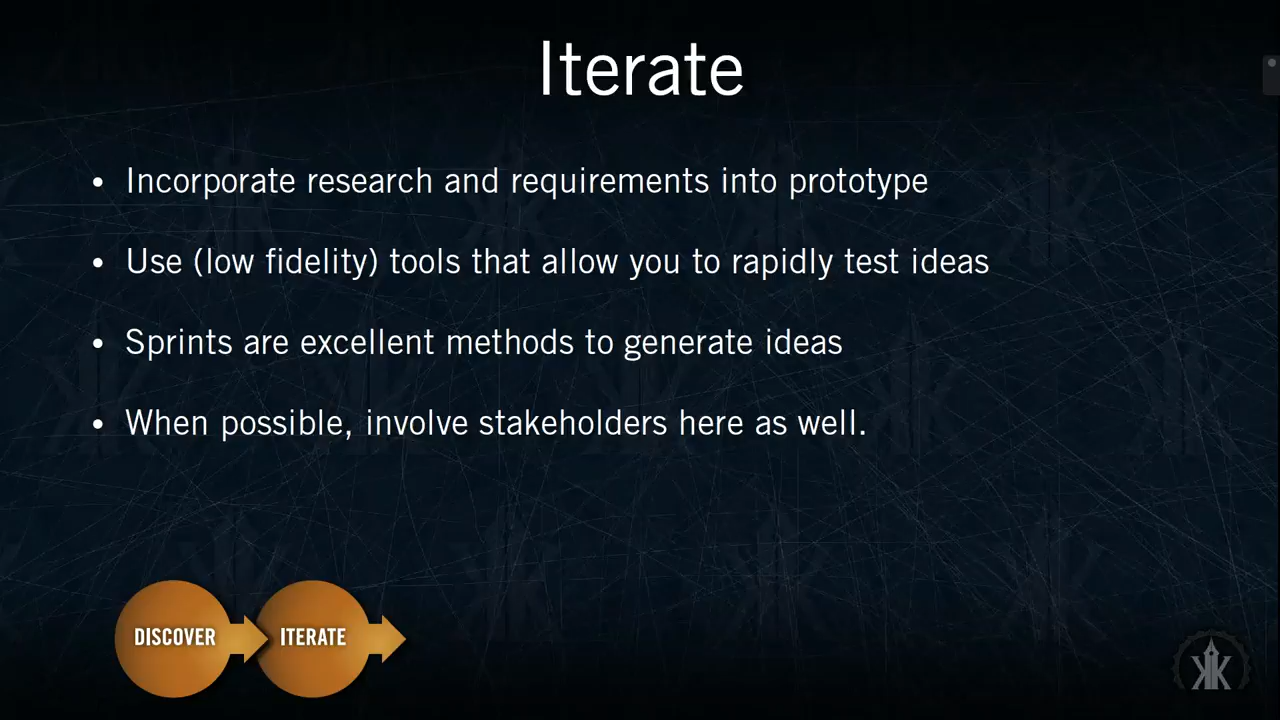 Iterate
• Incorporate research and requirements into prototype
• Use (low fidelity) tools that allow you to rapidly test ideas
• Sprints are excellent methods to generate ideas
• When possible, involve stakeholders here as well.
DISCOVER
ITERATE